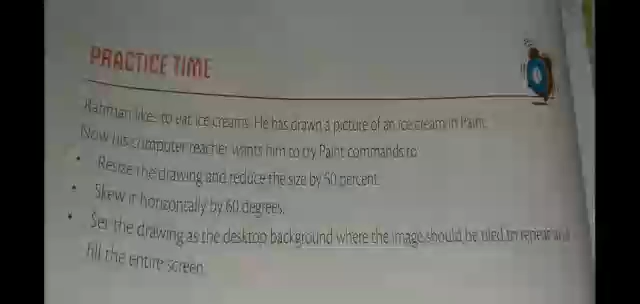 PRACTICE TIME
Rahman likes to eat ice creams. He has drawn a picture of an ice cream in Paint.
Now his computer teacher wants him to try Paint commands to
• Resize the drawing and reduce the size by 50 percent.
• Skew it horizontally by 60 degrees.
• Set the drawing as the desktop background where the image should be tiled to repeat and
fill the entire screen.